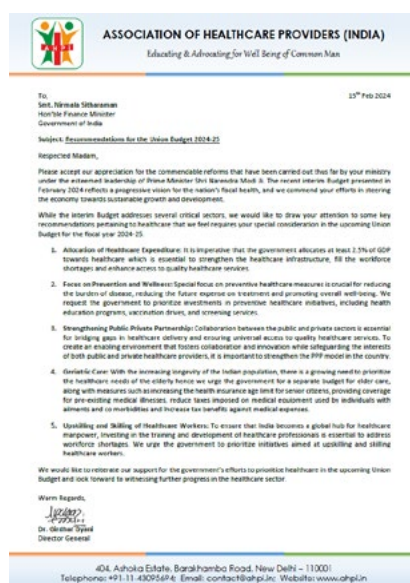 ASSOCIATION OF HEALTHCARE PROVIDERS (INDIA)
Educating & Advocating for Well Being of Common Man
AHPI
To,
15th Feb 2024
Smt. Nirmala Sitharaman
Hon'ble Finance Minister
Government of India
Subject: Recommendations for the Union Budget 2024-25
Respected Madam,
Please accept our appreciation for the commendable reforms that have been carried out thus far by your ministry
under the esteemed leadership of Prime Minister Shri Narendra Modi Ji. The recent interim Budget presented in
February 2024 reflects a progressive vision for the nation's fiscal health, and we commend your efforts in steering
the economy towards sustainable growth and development.
While the interim Budget addresses several critical sectors, we would like to draw your attention to some key
recommendations pertaining to healthcare that we feel requires your special consideration in the upcoming Union
Budget for the fiscal year 2024-25.
1. Allocation of Healthcare Expenditure: It is imperative that the government allocates at least 2.5% of GDP
towards healthcare which is essential to strengthen the healthcare infrastructure, fill the workforce
shortages and enhance access to quality healthcare services.
2. Focus on Prevention and Wellness: Special focus on preventive healthcare measures is crucial for reducing
the burden of disease, reducing the future expense on treatment and promoting overall well-being. We
request the government to prioritize investments in preventive healthcare initiatives, including health
education programs, vaccination drives, and screening services.
3. Strengthening Public Private Partnership: Collaboration between the public and private sectors is essential
for bridging gaps in healthcare delivery and ensuring universal access to quality healthcare services. To
create an enabling environment that fosters collaboration and innovation while safeguarding the interests
of both public and private healthcare providers, it is important to strengthen the PPP model in the country.
4. Geriatric Care: With the increasing longevity of the Indian population, there is a growing need to prioritize
the healthcare needs of the elderly hence we urge the government for a separate budget for elder care,
along with measures such as increasing the health insurance age limit for senior citizens, providing coverage
for pre-existing medical illnesses, reduce taxes imposed on medical equipment used by individuals with
ailments and co morbidities and increase tax benefits against medical expenses.
5. Upskilling and Skilling of Healthcare Workers: To ensure that India becomes a global hub for healthcare
manpower, investing in the training and development of healthcare professionals is essential to address
workforce shortages. We urge the government to prioritize initiatives aimed at upskilling and skilling
healthcare workers.
We would like to reiterate our support for the government's efforts to prioritize healthcare in the upcoming Union
Budget and look forward to witnessing further progress in the healthcare sector.
Warm Regards,
Dr. Girdhar Gyani
Director General
404, Ashoka Estate, Barakhamba Road, New Delhi – 110001
Telephone: +91-11-43095694; Email: contact@ahpi.in; Website: www.ahpi.in